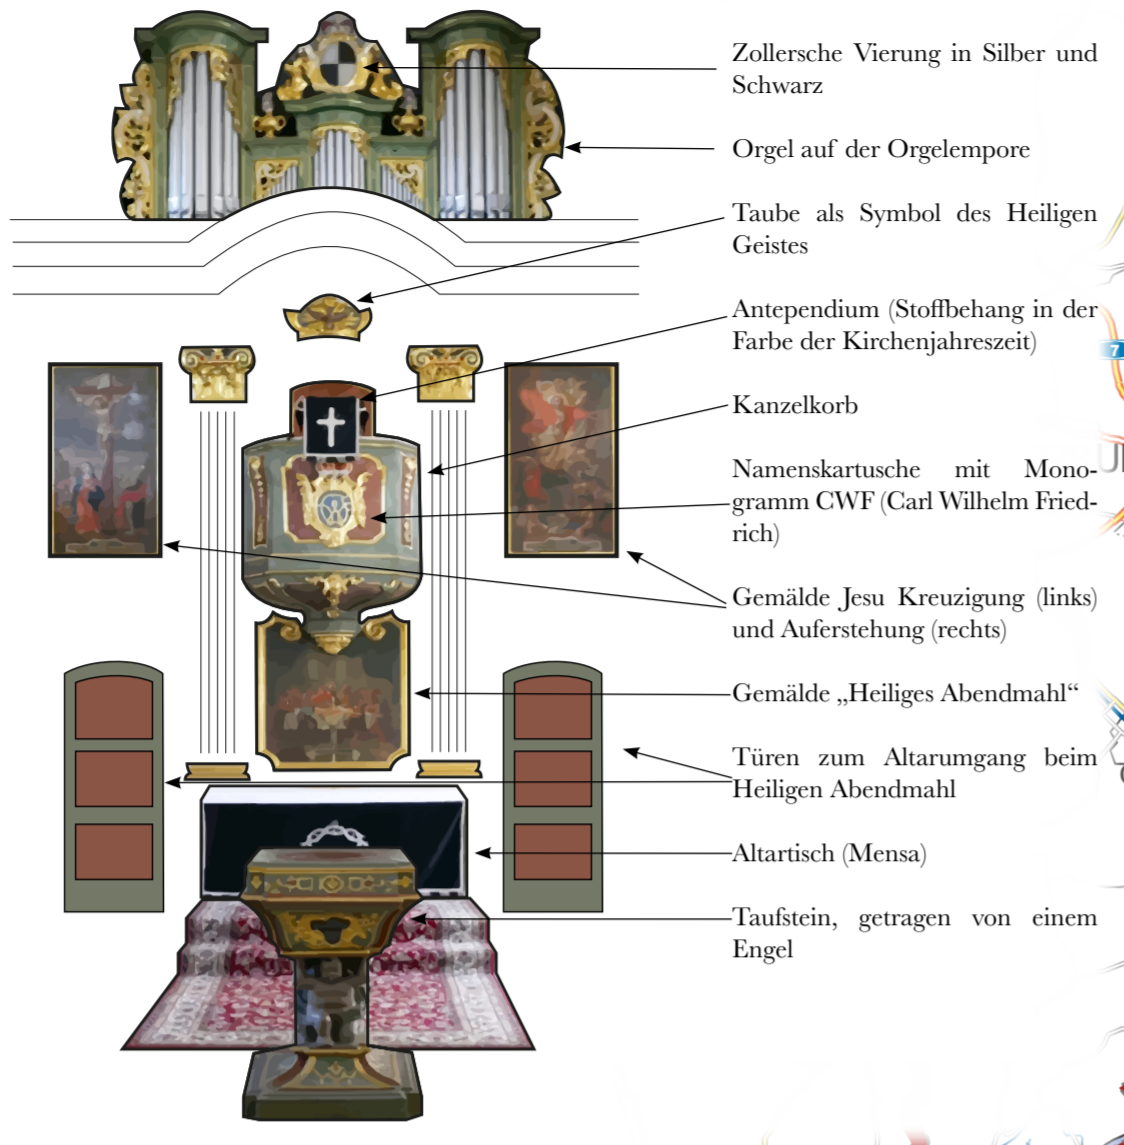 Zollersche Vierung in Silber und
Schwarz
Orgel auf der Orgelempore
Taube als Symbol des Heiligen
Geistes
Antependium (Stoffbehang in der
Farbe der Kirchenjahreszeit)
7
Kanzelkorb
Namenskartusche mit Mono-
gramm CWF (Carl Wilhelm Fried-
rich)
Gemälde Jesu Kreuzigung (links)
und Auferstehung (rechts)
Gemälde „Heiliges Abendmahl“
Türen zum Altarumgang beim
Heiligen Abendmahl
Altartisch (Mensa)
Taufstein, getragen von einem
Engel